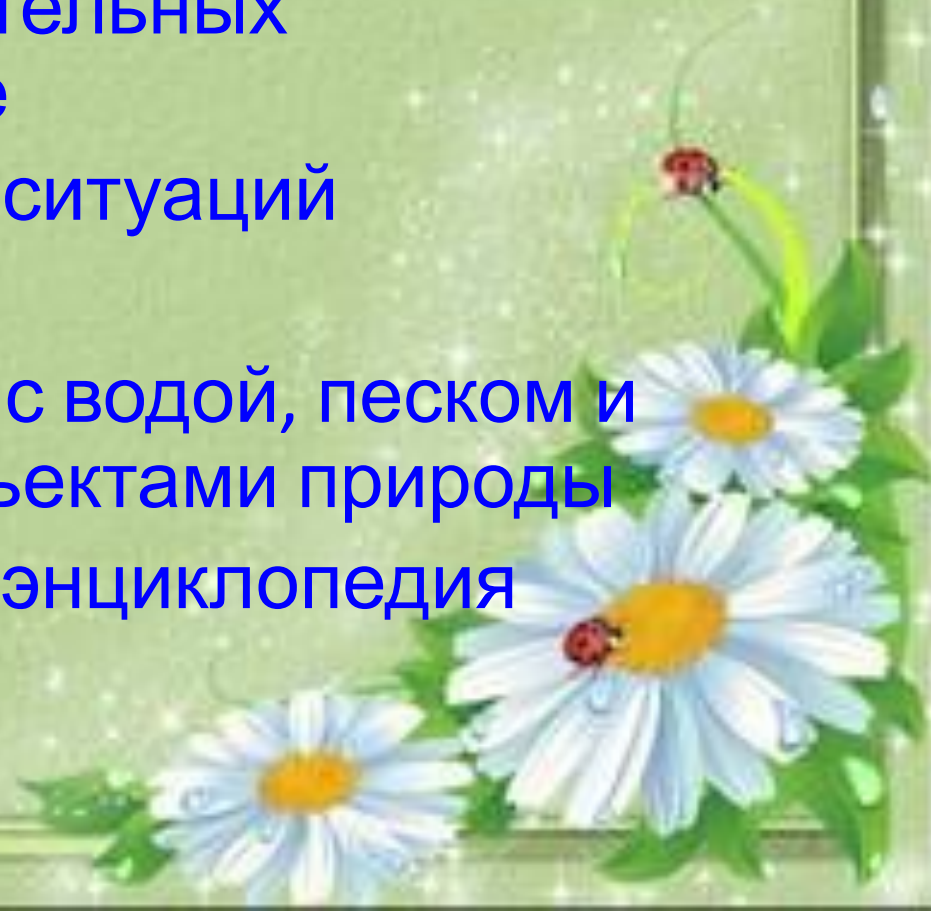 тельных
е
ситуаций
с водой, песком и
ъектами природы
энциклопедия